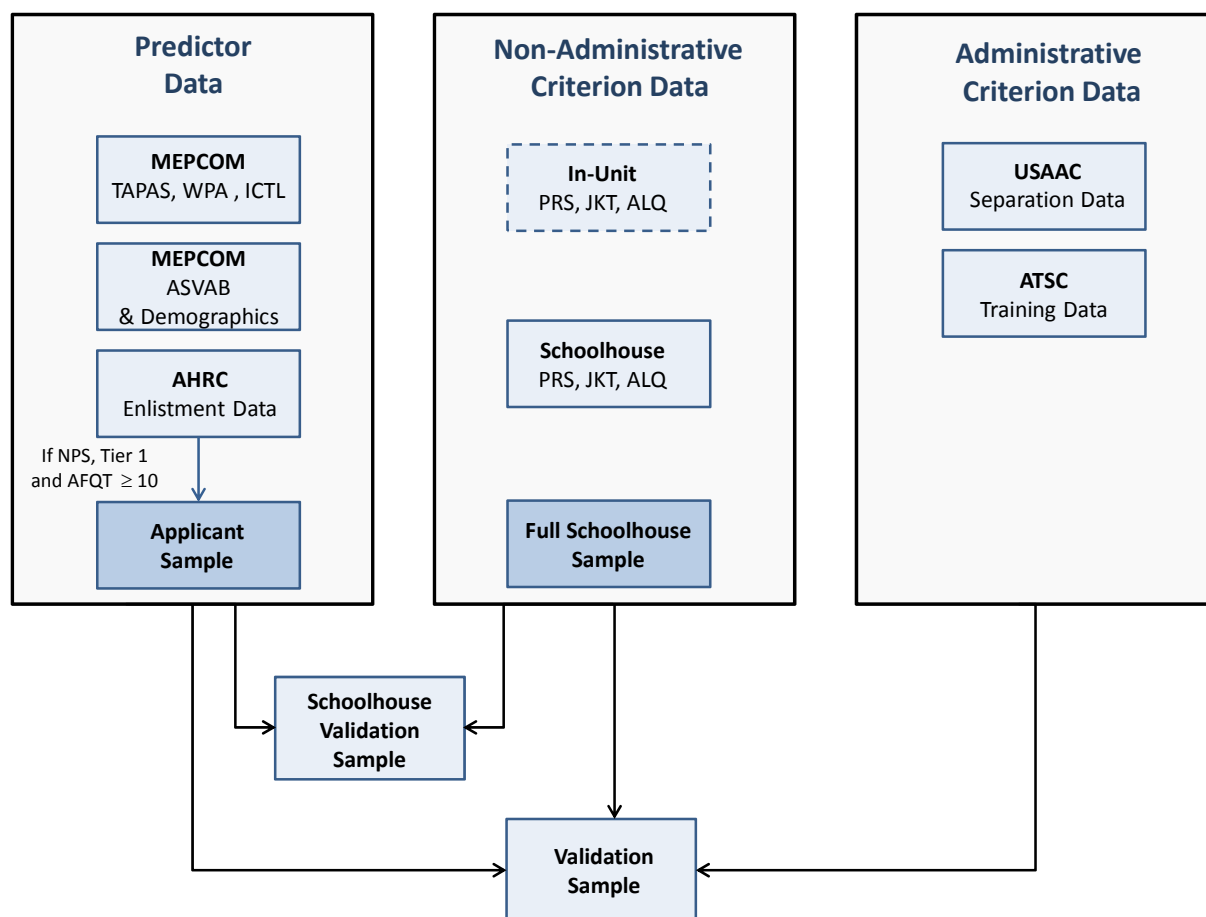 Predictor
Data
MEPCOM
TAPAS, WPA , ICTL
MEPCOM
ASVAB
& Demographics
AHRC
Enlistment Data
If NPS, Tier 1
and AFQT ≥ 10
Applicant
Sample
Non-Administrative
Criterion Data
In-Unit
PRS, JKT, ALQ
Schoolhouse
PRS, JKT, ALQ
Full Schoolhouse
Sample
Administrative
Criterion Data
USAAC
Separation Data
ATSC
Training Data
Schoolhouse
Validation
Sample
Validation
Sample